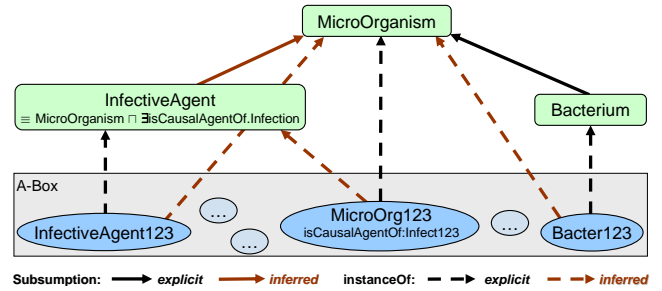 MicroOrganism
InfectiveAgent
≡ MicroOrganism ⊓ ∃isCausalAgentOf.Infection
Bacterium
A-Box
InfectiveAgent123
...
...
MicroOrg123
isCausalAgentOf:Infect123
...
Bacter123
Subsumption: explicit inferred instanceOf: explicit inferred